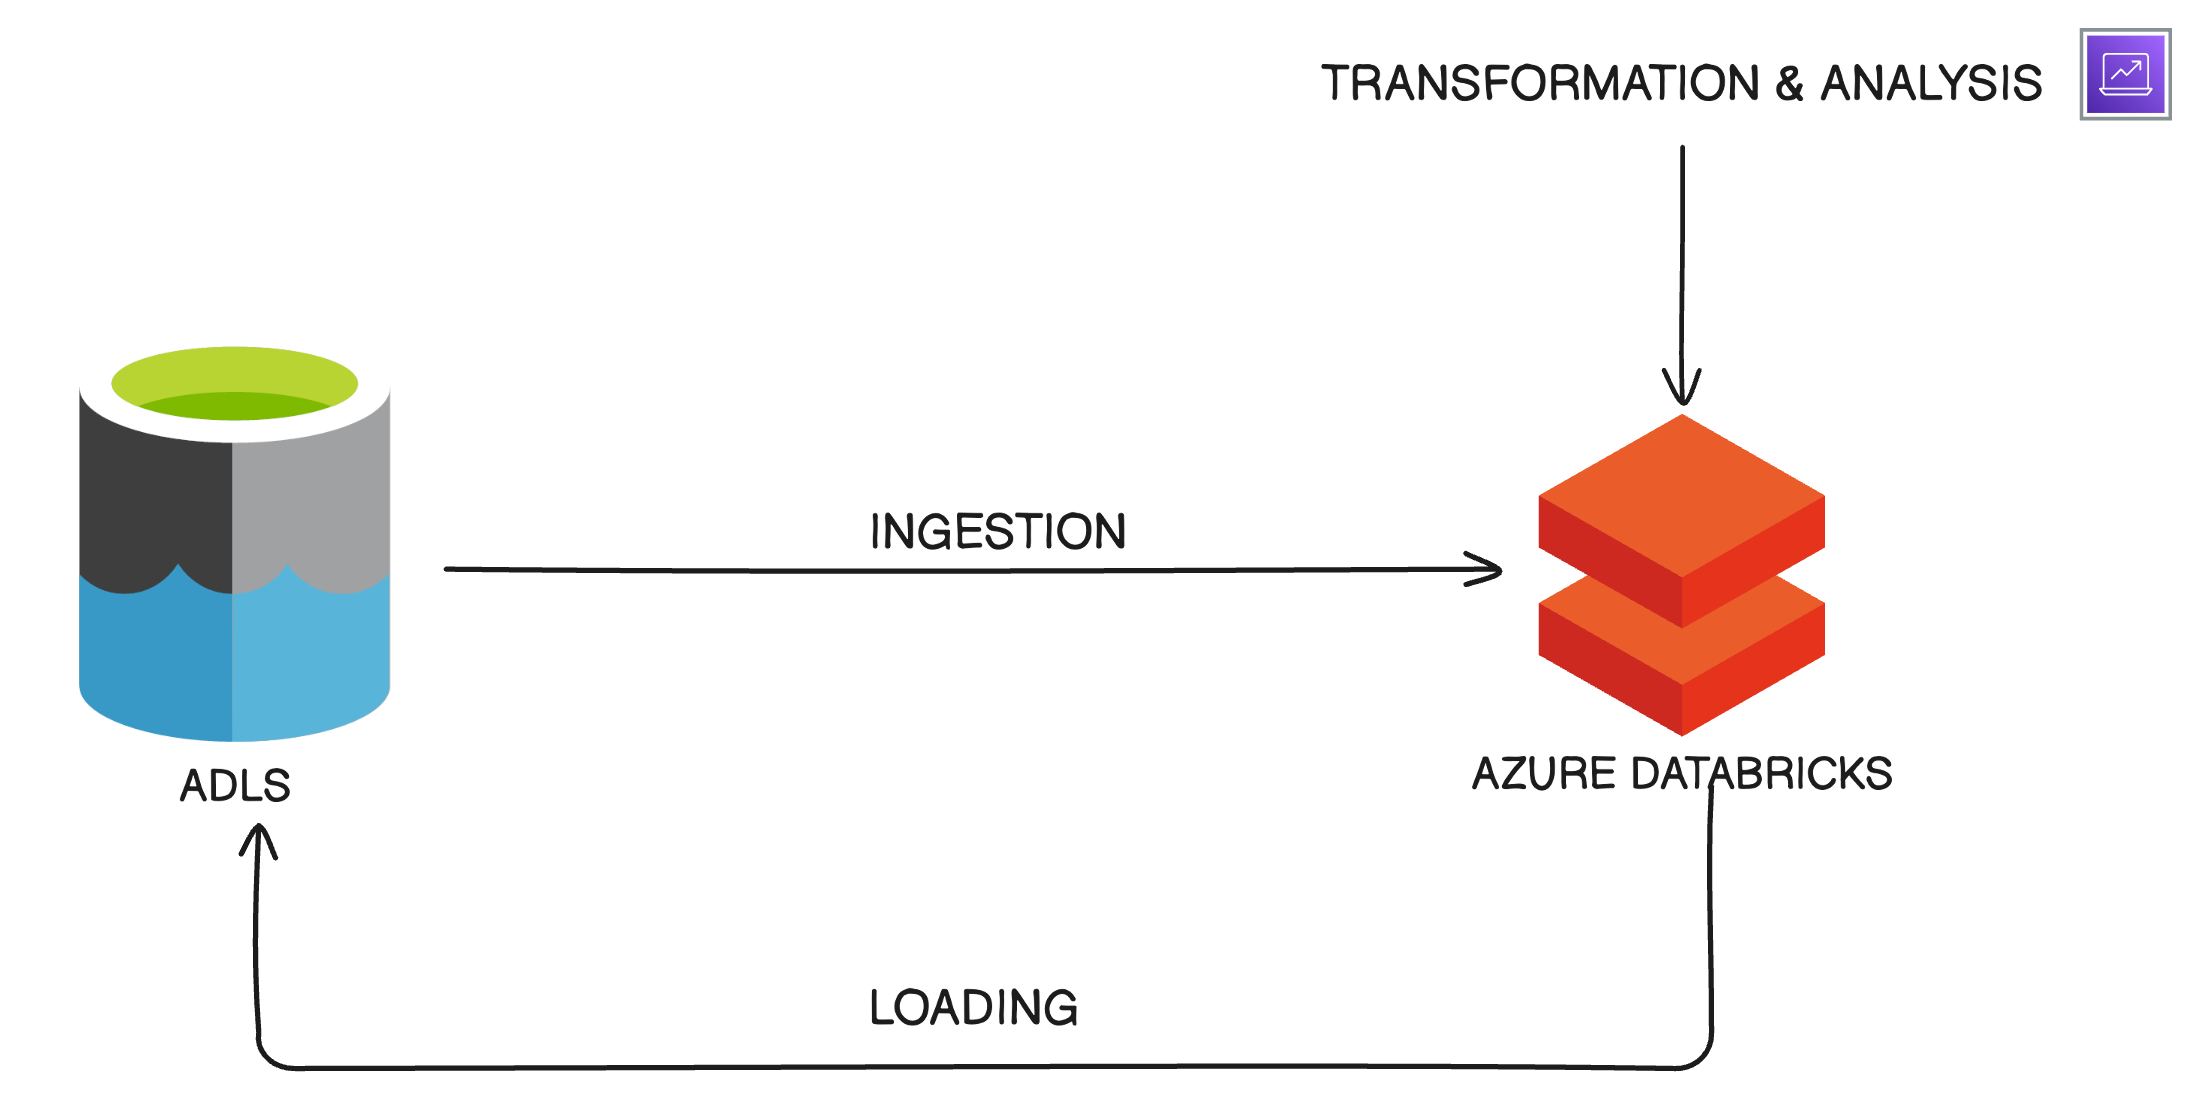 TRANSFORMATION & ANALYSIS
INGESTION
AZURE DATABRICKS
ADLS
LOADING